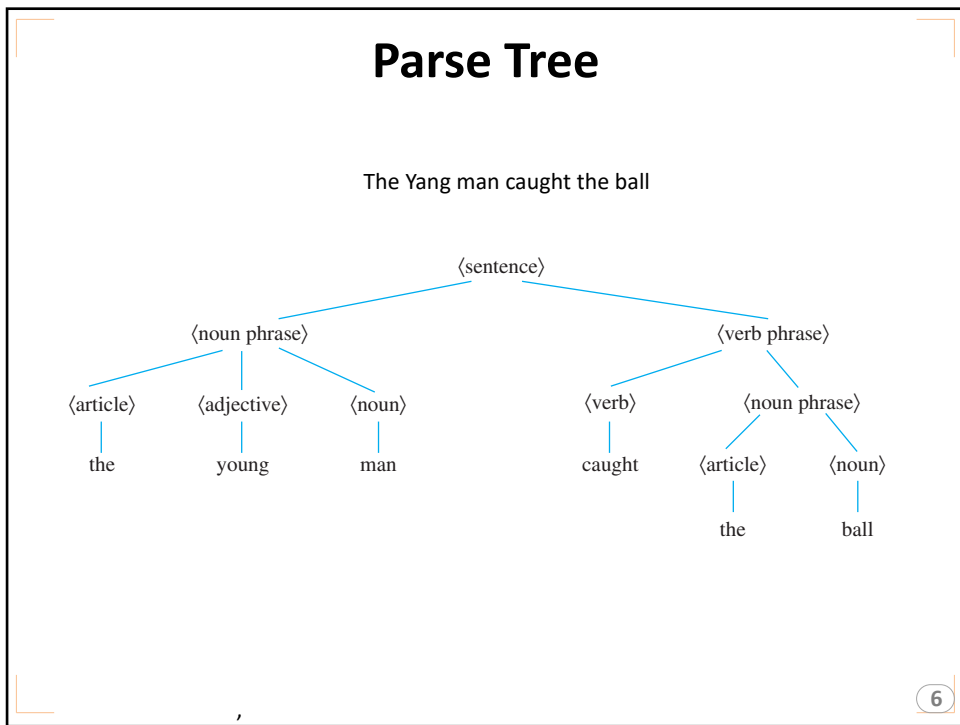 Parse Tree
The Yang man caught the ball
⟨sentence⟩
⟨noun phrase⟩ ⟨verb phrase⟩
⟨article⟩ ⟨adjective⟩ ⟨noun⟩ ⟨verb⟩ ⟨noun phrase⟩
the young man caught ⟨article⟩ ⟨noun⟩
the ball
,
6